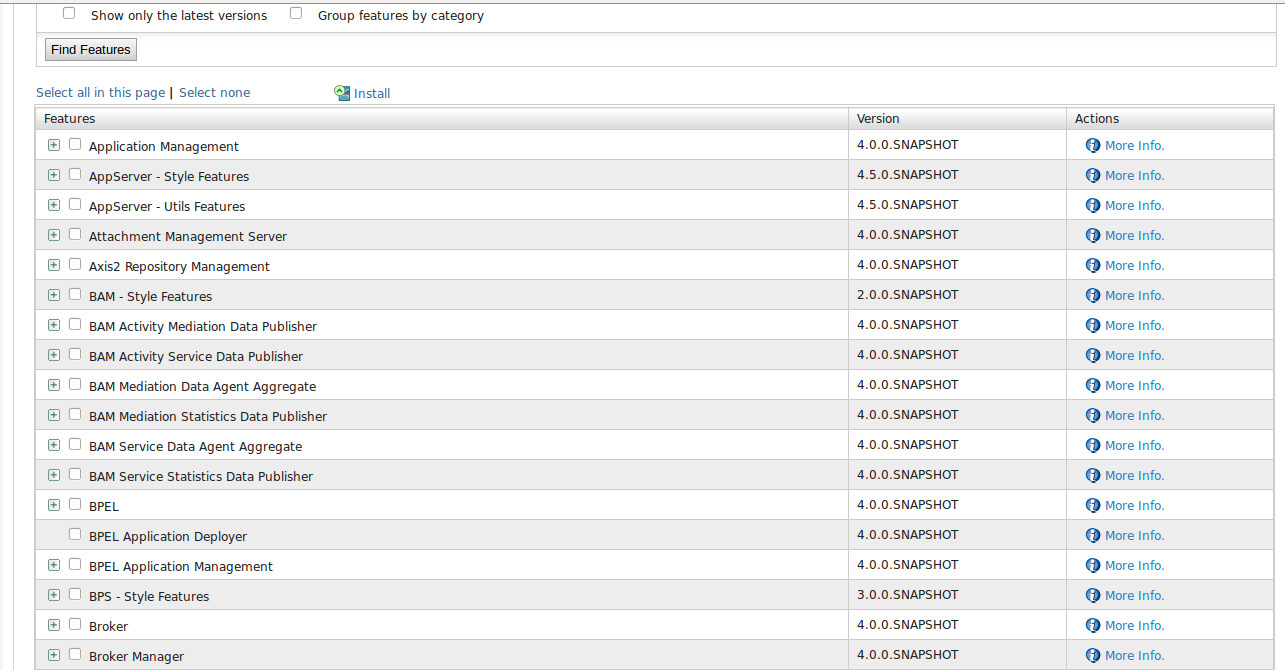 Show only the latest versions Group features by category
Find Features
Select all in this page | Select none Install
Features Version Actions
Application Management 4.0.0.SNAPSHOT More Info.
AppServer - Style Features 4.5.0.SNAPSHOT More Info.
AppServer - Utils Features 4.5.0.SNAPSHOT More Info.
Attachment Management Server 4.0.0.SNAPSHOT More Info.
Axis2 Repository Management 4.0.0.SNAPSHOT More Info.
BAM - Style Features 2.0.0.SNAPSHOT More Info.
BAM Activity Mediation Data Publisher 4.0.0.SNAPSHOT More Info.
BAM Activity Service Data Publisher 4.0.0.SNAPSHOT More Info.
BAM Mediation Data Agent Aggregate 4.0.0.SNAPSHOT More Info.
BAM Mediation Statistics Data Publisher 4.0.0.SNAPSHOT More Info.
BAM Service Data Agent Aggregate 4.0.0.SNAPSHOT More Info.
BAM Service Statistics Data Publisher 4.0.0.SNAPSHOT More Info.
BPEL 4.0.0.SNAPSHOT More Info.
BPEL Application Deployer 4.0.0.SNAPSHOT More Info.
BPEL Application Management 4.0.0.SNAPSHOT More Info.
BPS - Style Features 3.0.0.SNAPSHOT More Info.
Broker 4.0.0.SNAPSHOT More Info.
Broker Manager 4.0.0.SNAPSHOT More Info.